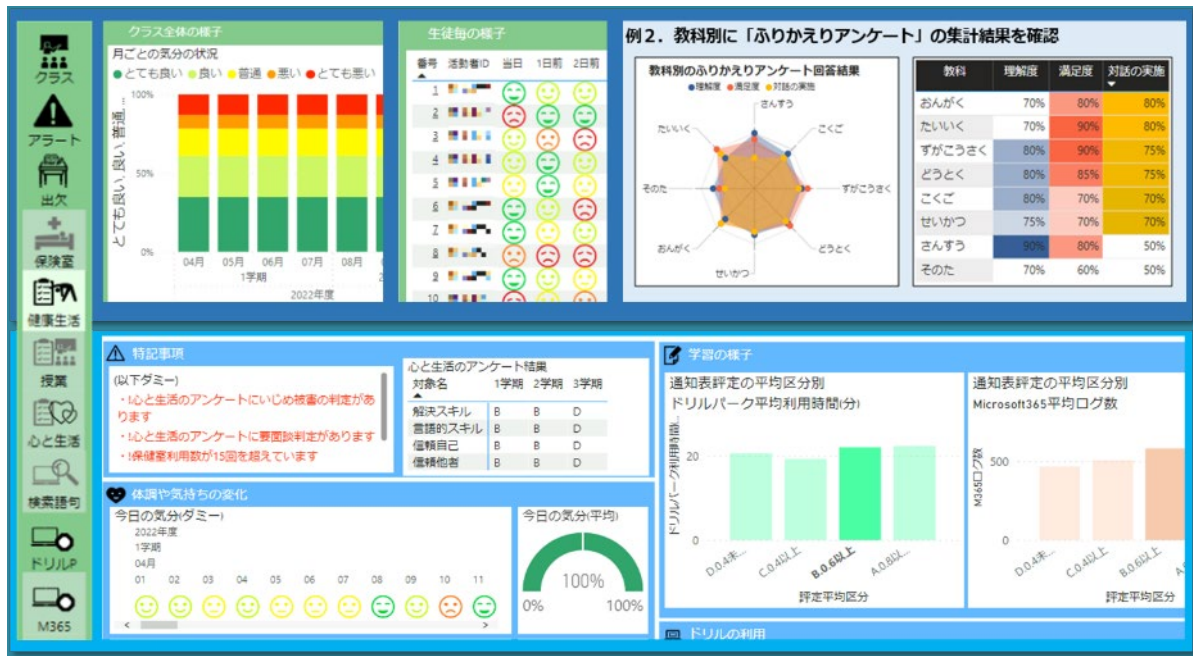 クラス
アラート
出欠
保険室
健康生活
授業
心と生活
検索語句
ドリルP
M365
クラス全体の様子
月ごとの気分の状況
とても良い 良い 普通 悪い とても悪い
100%
50%
0%
とても良い, 良い, 普通, ...
04月 05月 06月 07月 08月
1学期
2022年度
生徒毎の様子
番号 活動者ID 当日 1日前 2日前
1
2
3
4
5
6
7
8
9
10
例2．教科別に「ふりかえりアンケート」の集計結果を確認
教科別のふりかえりアンケート回答結果
理解度 満足度 対話の実施
さんすう
こくご
ずがこうさく
どうとく
せいかつ
おんがく
そのた
たいいく
教科 理解度 満足度 対話の実施
おんがく 70% 80% 80%
たいいく 70% 90% 80%
ずがこうさく 80% 90% 75%
どうとく 80% 85% 75%
こくご 80% 70% 70%
せいかつ 75% 70% 70%
さんすう 90% 80% 50%
そのた 70% 60% 50%
特記事項
(以下ダミー)
・!心と生活のアンケートにいじめ被害の判定があ
ります
・!心と生活のアンケートに要面談判定があります
・!保健室利用数が15回を超えています
心と生活のアンケート結果
対象名 1学期 2学期 3学期
解決スキル B B D
言語的スキル B B D
信頼自己 B B D
信頼他者 B B D
体調や気持ちの変化
今日の気分(ダミー)
2022年度
1学期
04月
01 02 03 04 05 06 07 08 09 10 11
今日の気分(平均)
100%
0% 100%
学習の様子
通知表評定の平均区分別
ドリルパーク平均利用時間(分)
ドリルパーク利用時間...
20
0
D.0.4未... C.0.4以上 B.0.6以上 A.0.8以...
評定平均区分
通知表評定の平均区分別
Microsoft365平均ログ数
M365ログ数
500
0
D.0.4未... C.0.4以上 B.0.6以上
評定平均区分
ドリルの利用